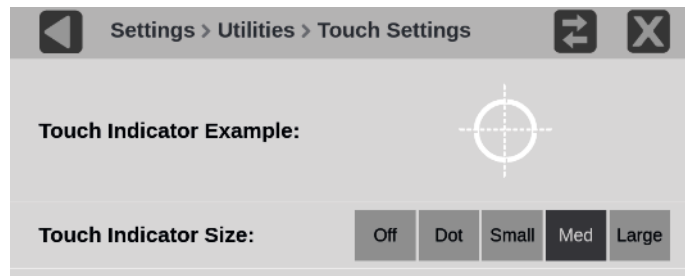 Settings > Utilities > Touch Settings
Touch Indicator Example:
Touch Indicator Size: Off Dot Small Med Large